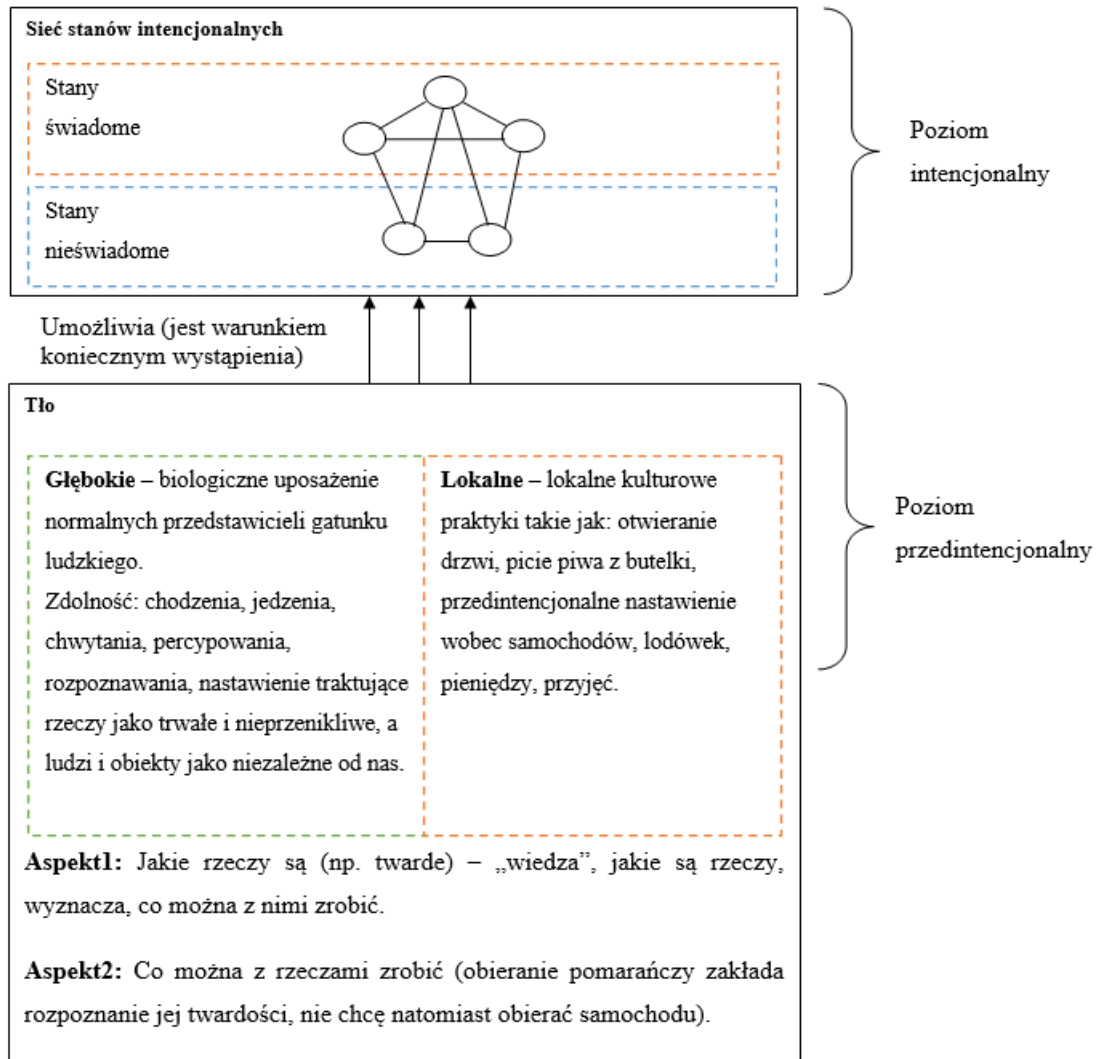 Sieć stanów intencjonalnych
Stany
świadome
Stany
nieświadome
Poziom
intencjonalny
Umożliwia (jest warunkiem
koniecznym wystąpienia)
Tło
Głębokie – biologiczne uposażenie
normalnych przedstawicieli gatunku
ludzkiego.
Zdolność: chodzenia, jedzenia,
chwytania, percypowania,
rozpoznawania, nastawienie traktujące
rzeczy jako trwałe i nieprzenikliwe, a
ludzi i obiekty jako niezależne od nas.
Lokalne – lokalne kulturowe
praktyki takie jak: otwieranie
drzwi, picie piwa z butelki,
przedintencjonalne nastawienie
wobec samochodów, lodówek,
pieniędzy, przyjęć.
Poziom
przedintencjonalny
Aspekt1: Jakie rzeczy są (np. twarde) – „wiedza”, jakie są rzeczy,
wyznacza, co można z nimi zrobić.
Aspekt2: Co można z rzeczami zrobić (obieranie pomarańczy zakłada
rozpoznanie jej twardości, nie chcę natomiast obierać samochodu).